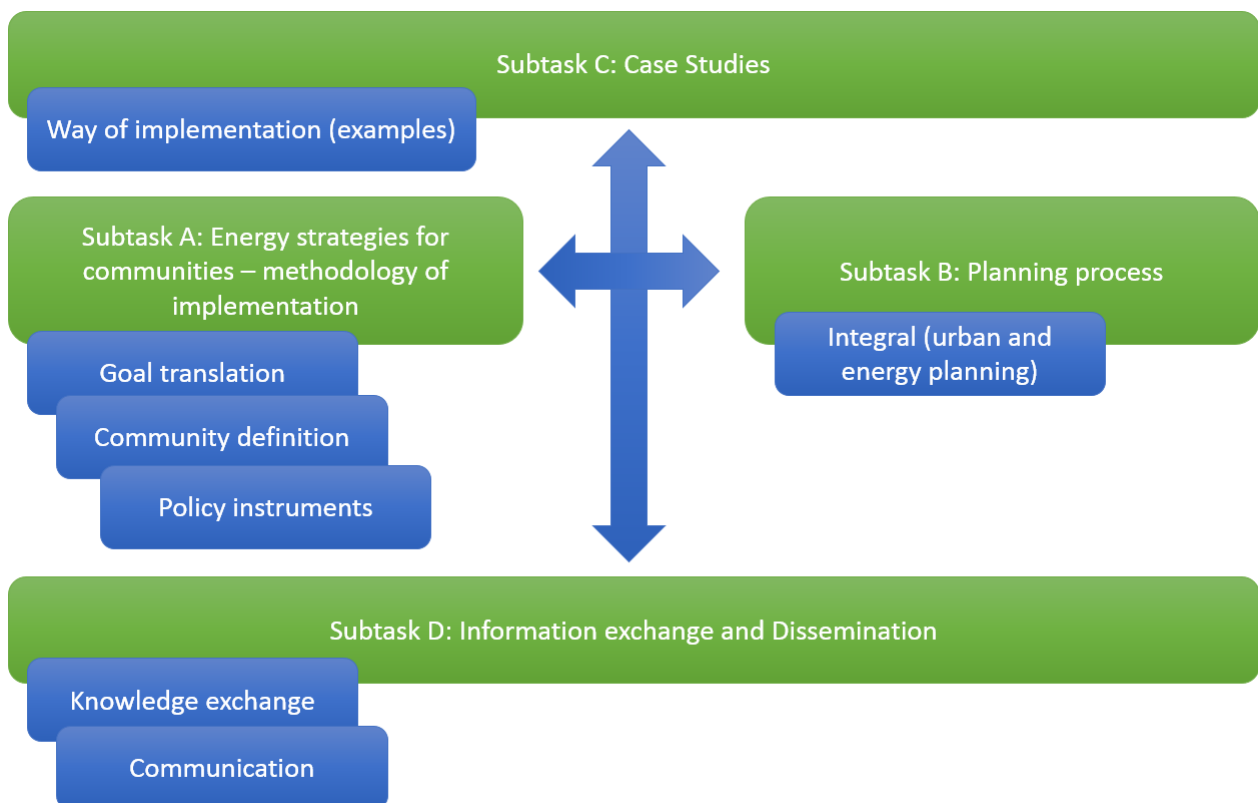 Subtask C: Case Studies
Way of implementation (examples)
Subtask A: Energy strategies for
communities – methodology of
implementation
Goal translation
Community definition
Policy instruments
Subtask B: Planning process
Integral (urban and
energy planning)
Subtask D: Information exchange and Dissemination
Knowledge exchange
Communication